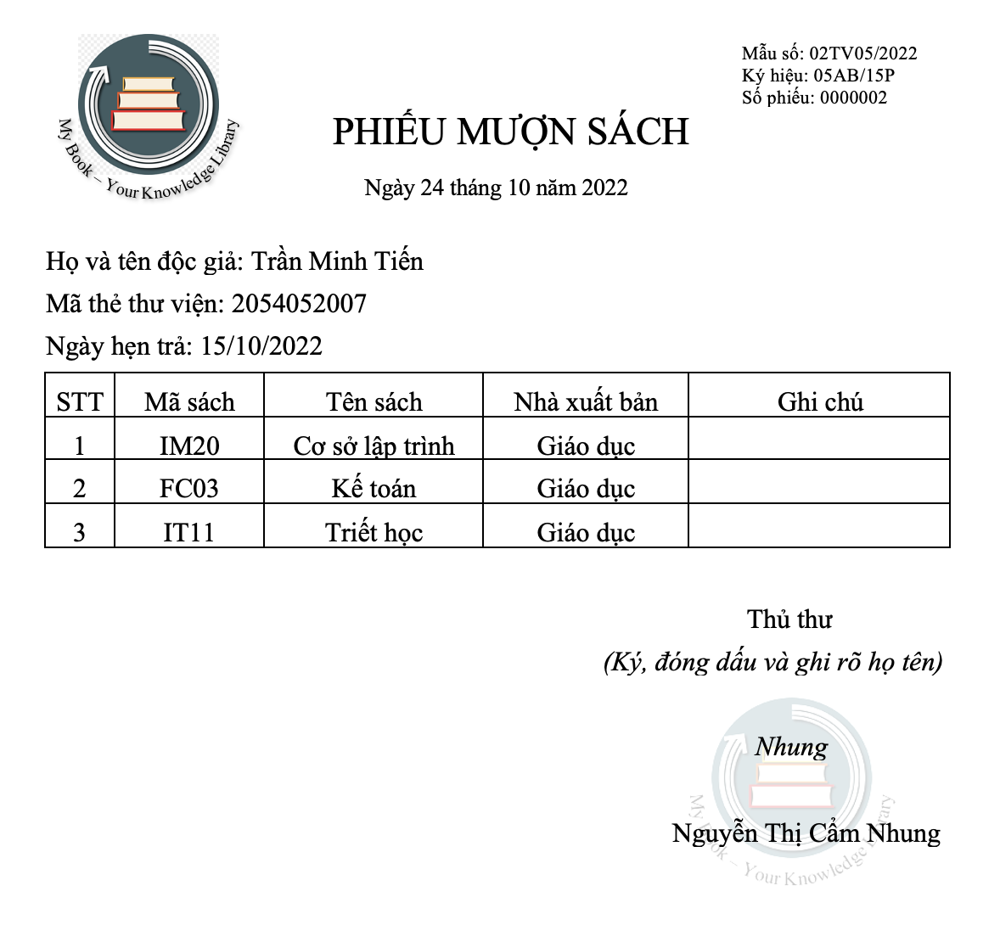 My Book – Your Knowledge Library
Mẫu số: 02TV05/2022
Ký hiệu: 05AB/15P
Số phiếu: 0000002
PHIẾU MƯỢN SÁCH
Ngày 24 tháng 10 năm 2022
Họ và tên độc giả: Trần Minh Tiến
Mã thẻ thư viện: 2054052007
Ngày hẹn trả: 15/10/2022
STT Mã sách Tên sách Nhà xuất bản Ghi chú
1 IM20 Cơ sở lập trình Giáo dục
2 FC03 Kế toán Giáo dục
3 IT11 Triết học Giáo dục
Thủ thư
(Ký, đóng dấu và ghi rõ họ tên)
Nhung
Nguyễn Thị Cẩm Nhung
My Book – Your Knowledge Library